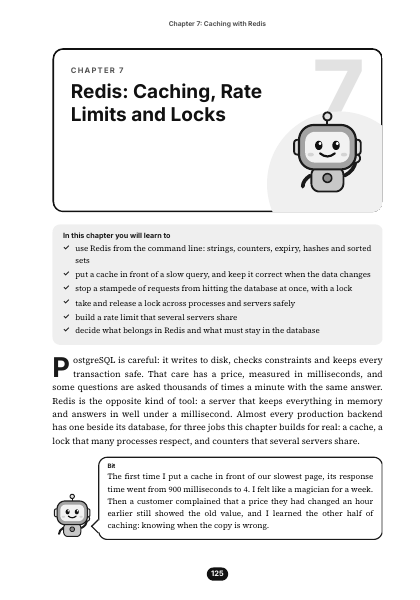 Chapter 7: Caching with Redis
CHAPTER 7
7
Redis: Caching, Rate
Limits and Locks
In this chapter you will learn to
✓ use Redis from the command line: strings, counters, expiry, hashes and sorted
sets
✓ put a cache in front of a slow query, and keep it correct when the data changes
✓ stop a stampede of requests from hitting the database at once, with a lock
✓ take and release a lock across processes and servers safely
✓ build a rate limit that several servers share
✓ decide what belongs in Redis and what must stay in the database
PostgreSQL is careful: it writes to disk, checks constraints and keeps every
transaction safe. That care has a price, measured in milliseconds, and
some questions are asked thousands of times a minute with the same answer.
Redis is the opposite kind of tool: a server that keeps everything in memory
and answers in well under a millisecond. Almost every production backend
has one beside its database, for three jobs this chapter builds for real: a cache, a
lock that many processes respect, and counters that several servers share.
Bit
The first time I put a cache in front of our slowest page, its response
time went from 900 milliseconds to 4. I felt like a magician for a week.
Then a customer complained that a price they had changed an hour
earlier still showed the old value, and I learned the other half of
caching: knowing when the copy is wrong.
125